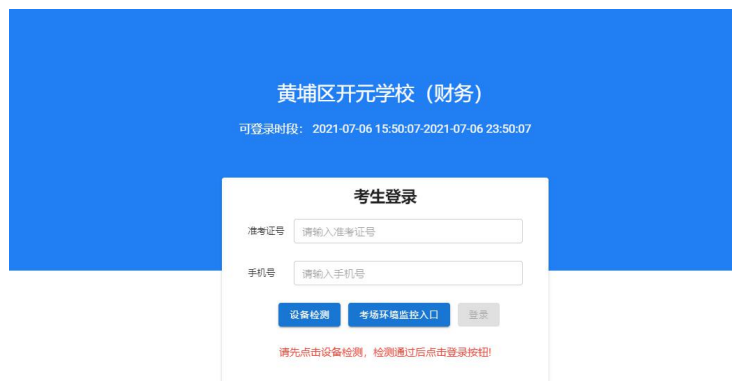 黄埔区开元学校（财务）
可登录时段： 2021-07-06 15:50:07-2021-07-06 23:50:07
考生登录
准考证号 请输入准考证号
手机号 请输入手机号
设备检测 考场环境监控入口 登录
请先点击设备检测，检测通过后点击登录按钮!